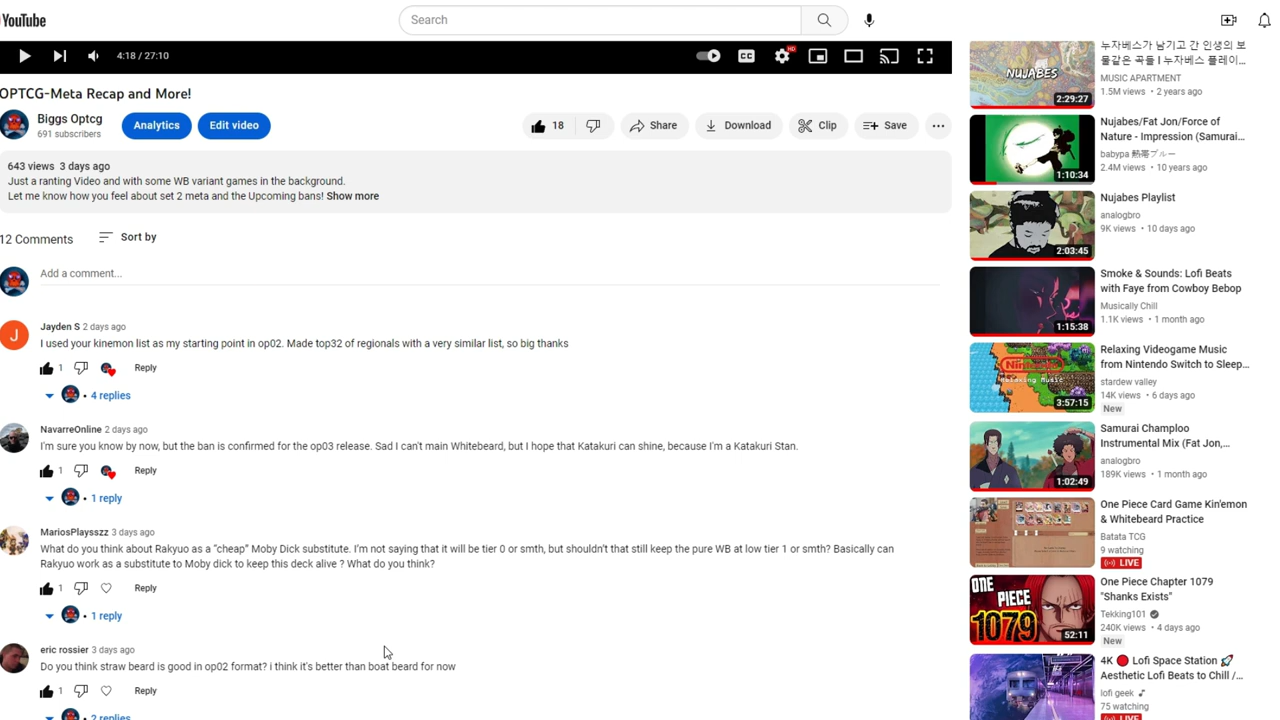 YouTube
Search
4:18 / 27:10
CC
HD
OPTCG-Meta Recap and More!
Biggs Optcg
691 subscribers
Analytics
Edit video
18
Share
Download
Clip
Save
643 views 3 days ago
Just a ranting Video and with some WB variant games in the background.
Let me know how you feel about set 2 meta and the Upcoming bans! Show more
12 Comments
Sort by
Add a comment...
J
Jayden S 2 days ago
I used your kinemon list as my starting point in op02. Made top32 of regionals with a very similar list, so big thanks
1
Reply
• 4 replies
NavarreOnline 2 days ago
I'm sure you know by now, but the ban is confirmed for the op03 release. Sad I can't main Whitebeard, but I hope that Katakuri can shine, because I'm a Katakuri Stan.
1
Reply
• 1 reply
MariosPlaysszz 3 days ago
What do you think about Rakyuo as a “cheap” Moby Dick substitute. I'm not saying that it will be tier 0 or smth, but shouldn't that still keep the pure WB at low tier 1 or smth? Basically can
Rakyuo work as a substitute to Moby dick to keep this deck alive ? What do you think?
1
Reply
• 1 reply
eric rossier 3 days ago
Do you think straw beard is good in op02 format? i think it's better than boat beard for now
1
Reply
2 replies
NUJABES
2:29:27
누자베스가 남기고 간 인생의 보
물같은 곡들 l 누자베스 플레이...
MUSIC APARTMENT
1.5M views • 2 years ago
1:10:34
Nujabes/Fat Jon/Force of
Nature - Impression (Samurai...
babypa 熱帯ブルー
2.4M views • 10 years ago
2:03:45
Nujabes Playlist
analogbro
9K views • 10 days ago
1:15:38
Smoke & Sounds: Lofi Beats
with Faye from Cowboy Bebop
Musically Chill
1.1K views • 1 month ago
Nintendo
Relaxing Music
3:57:15
Relaxing Videogame Music
from Nintendo Switch to Sleep...
stardew valley
14K views • 6 days ago
New
1:02:49
Samurai Champloo
Instrumental Mix (Fat Jon,...
analogbro
189K views • 1 month ago
One Piece Card Game Kin'emon
& Whitebeard Practice
Batata TCG
9 watching
LIVE
ONE
PIECE
1079
52:11
One Piece Chapter 1079
"Shanks Exists"
Tekking101
240K views • 4 days ago
New
4K 🔴 Lofi Space Station 🚀
Aesthetic Lofi Beats to Chill /...
lofi geek
75 watching
LIVE